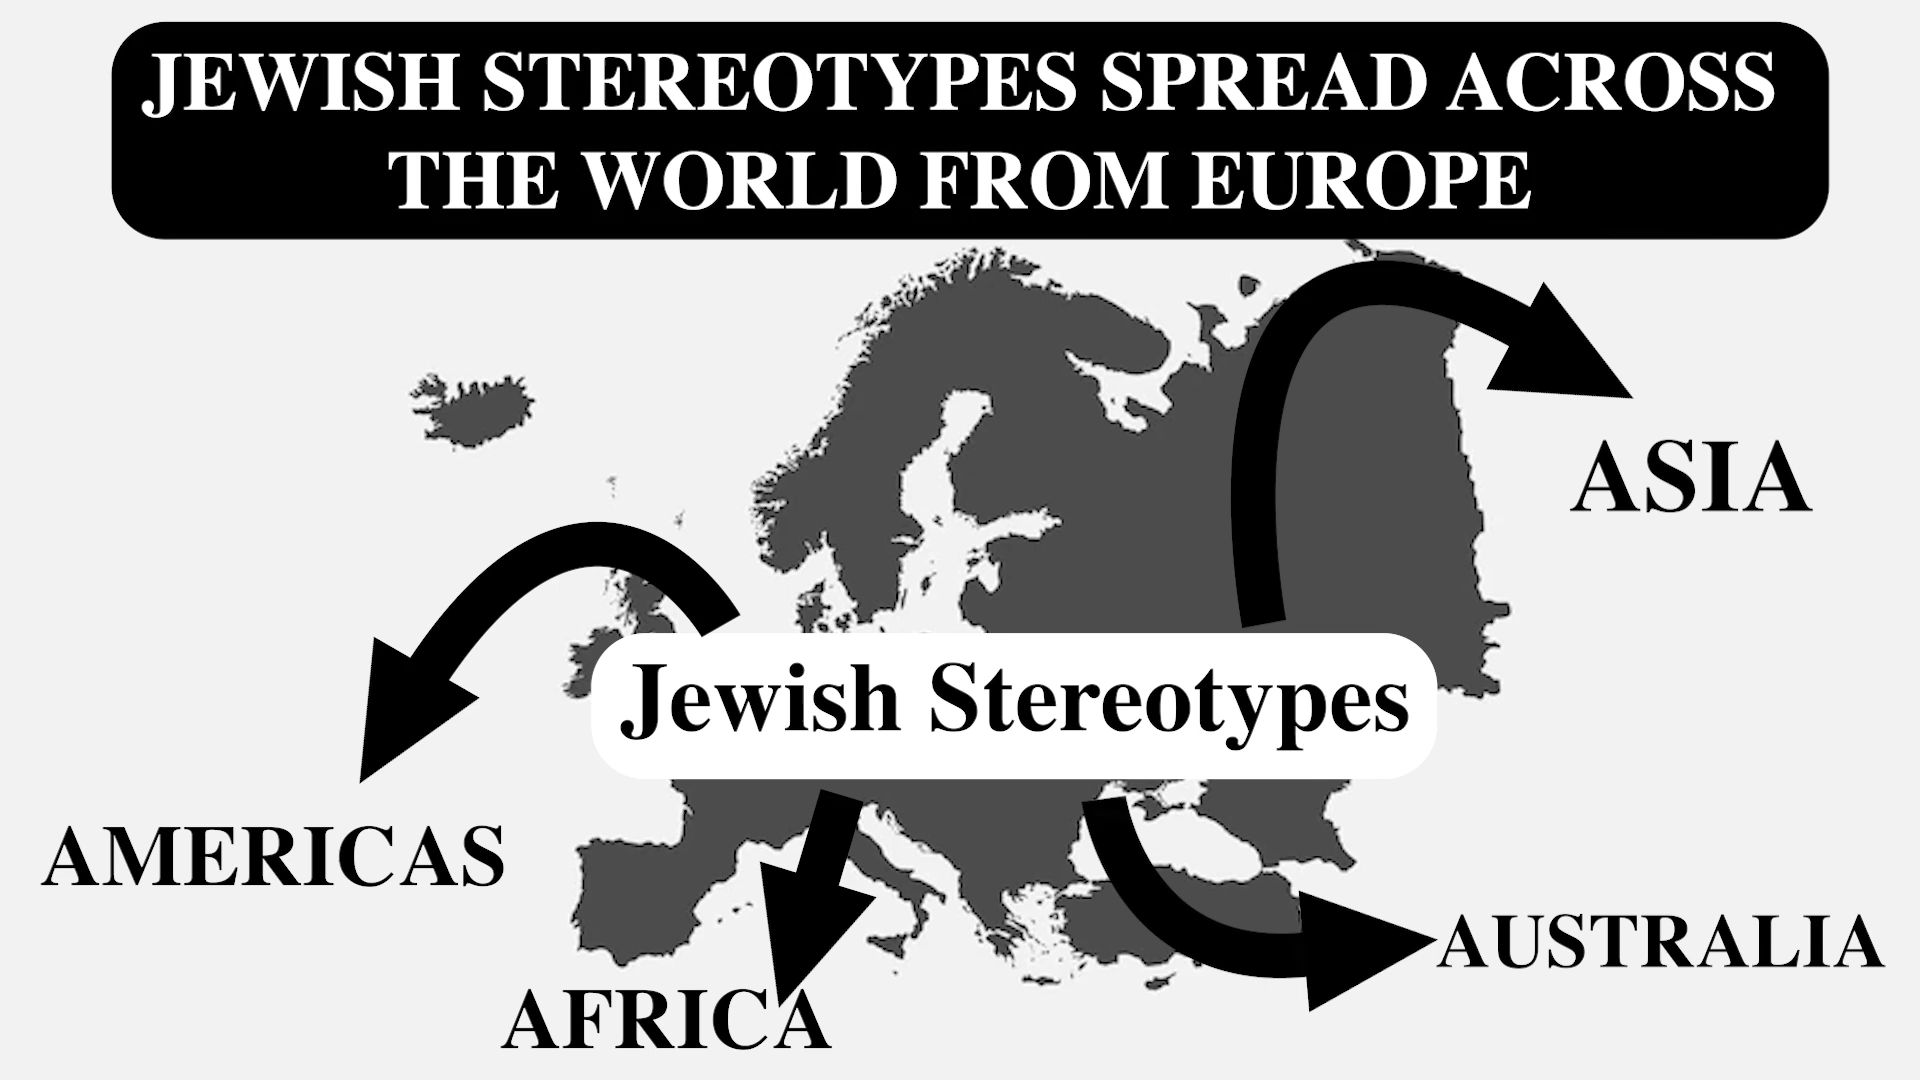 JEWISH STEREOTYPES SPREAD ACROSS
THE WORLD FROM EUROPE
ASIA
Jewish Stereotypes
AMERICAS
AUSTRALIA
AFRICA